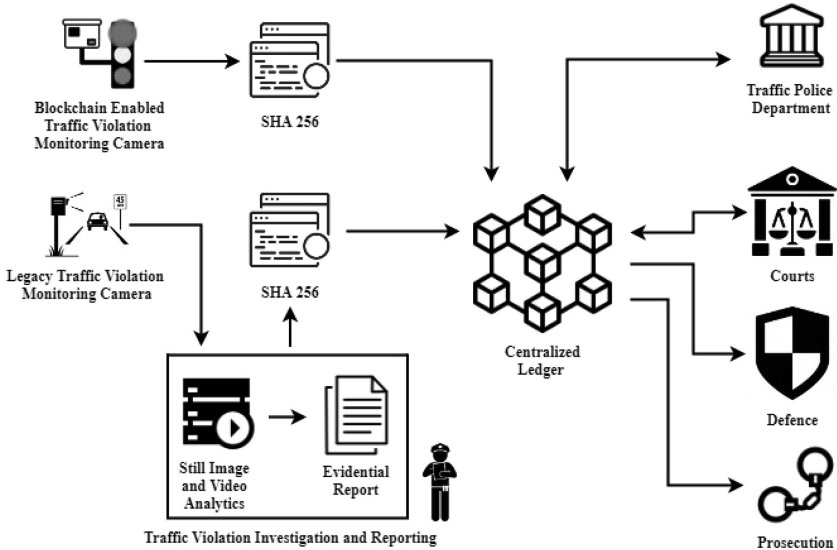 Blockchain Enabled
Traffic Violation
Monitoring Camera
SHA 256
Traffic Police
Department
45
Legacy Traffic Violation
Monitoring Camera
SHA 256
Centralized
Ledger
Courts
Defence
Still Image
and Video
Analytics
Evidential
Report
Traffic Violation Investigation and Reporting
Prosecution